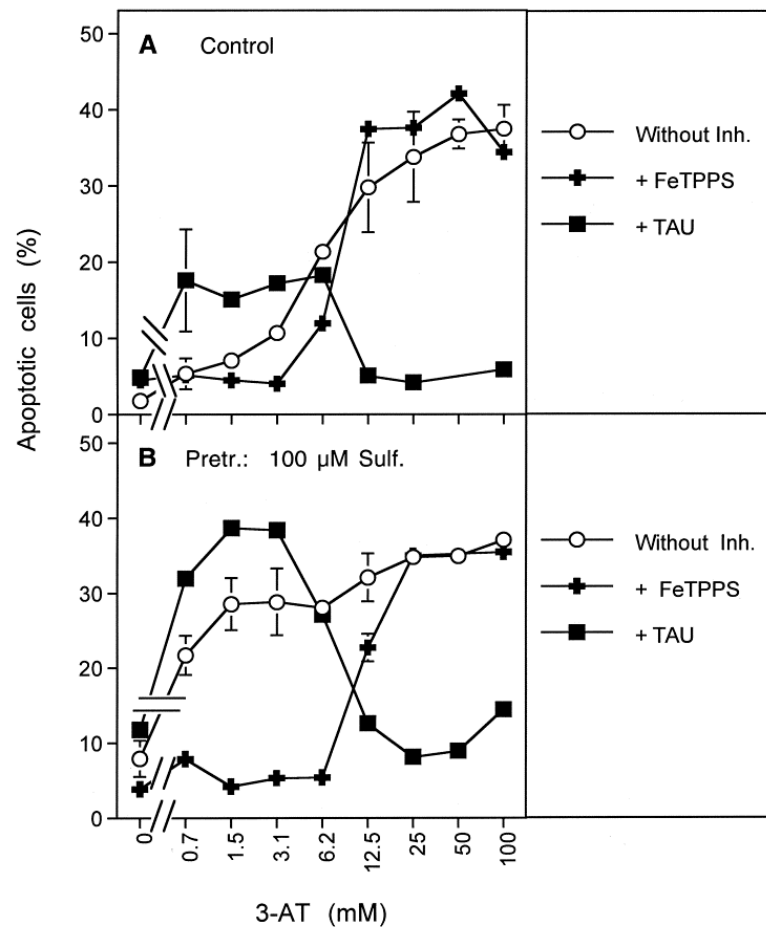 50
A Control
40
30
20
10
0
Without Inh.
+ FeTPPS
+ TAU
Apoptotic cells (%)
50
B Pretr.: 100 µM Sulf.
40
30
20
10
0
Without Inh.
+ FeTPPS
+ TAU
0 0.7 1.5 3.1 6.2 12.5 25 50 100
3-AT (mM)